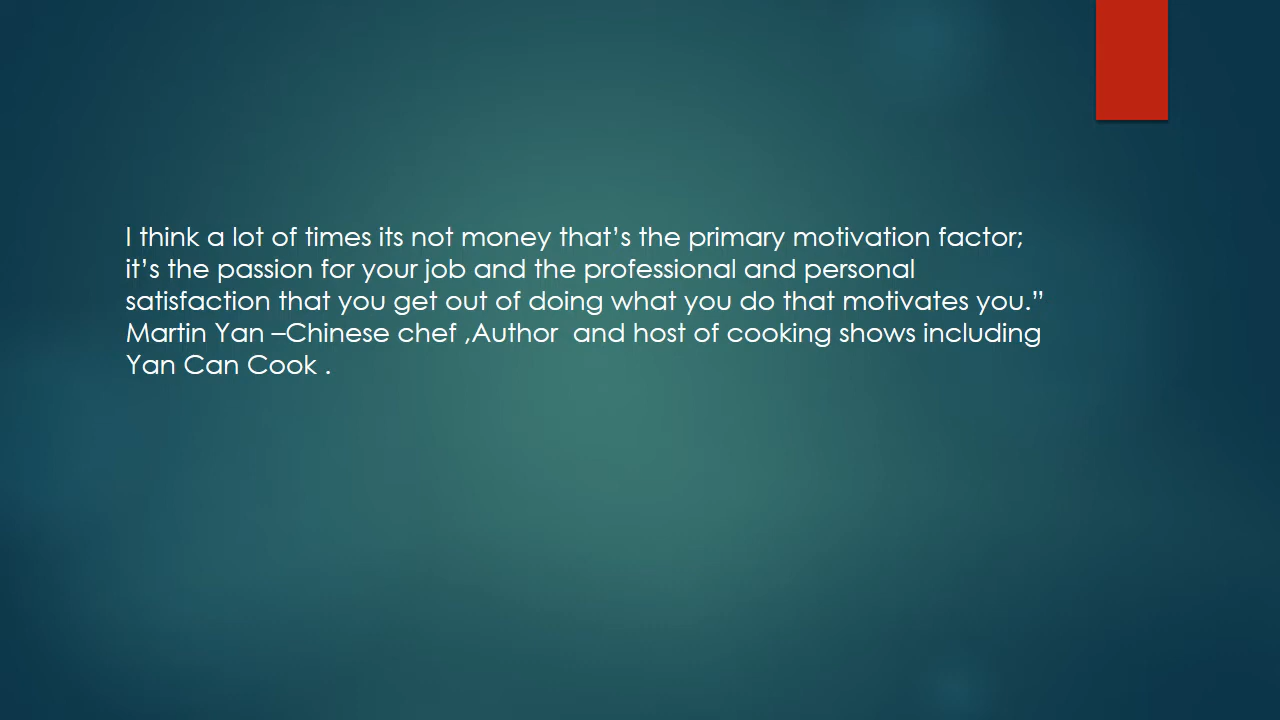 I think a lot of times its not money that’s the primary motivation factor;
it’s the passion for your job and the professional and personal
satisfaction that you get out of doing what you do that motivates you.”
Martin Yan –Chinese chef ,Author  and host of cooking shows including
Yan Can Cook .